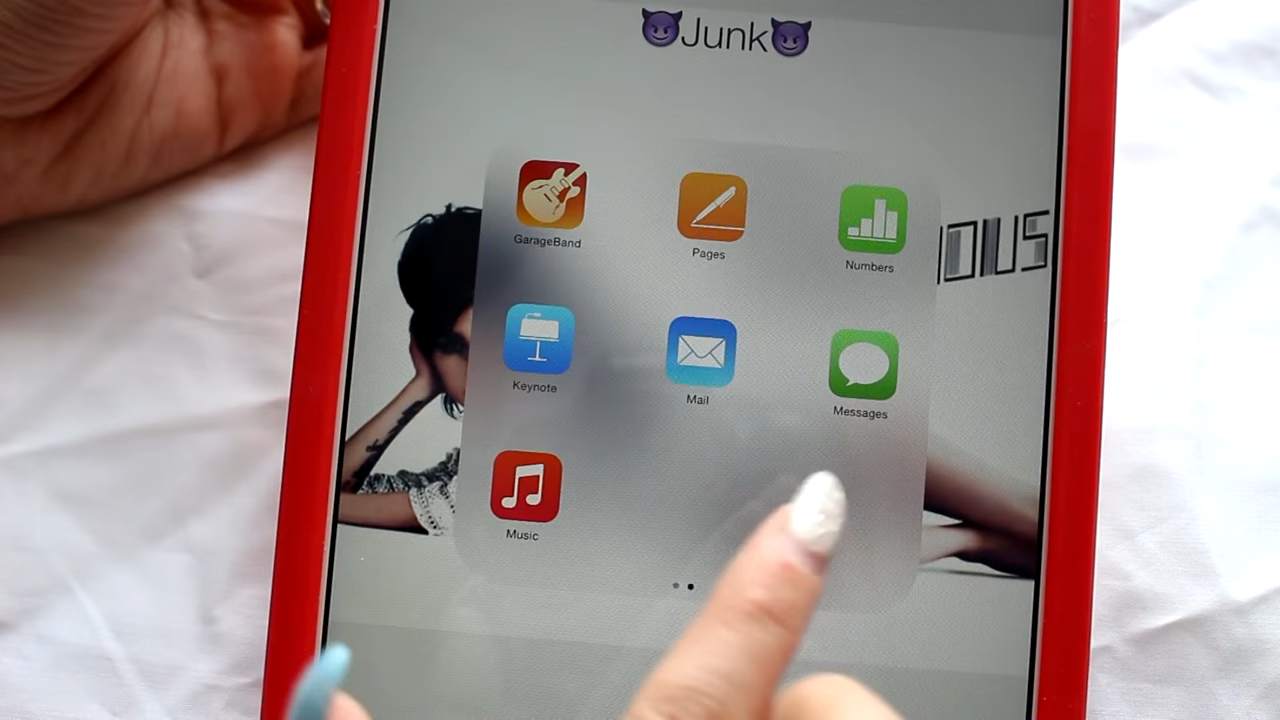 😈Junk😈
GarageBand
Pages
Numbers
Keynote
Mail
Messages
Music